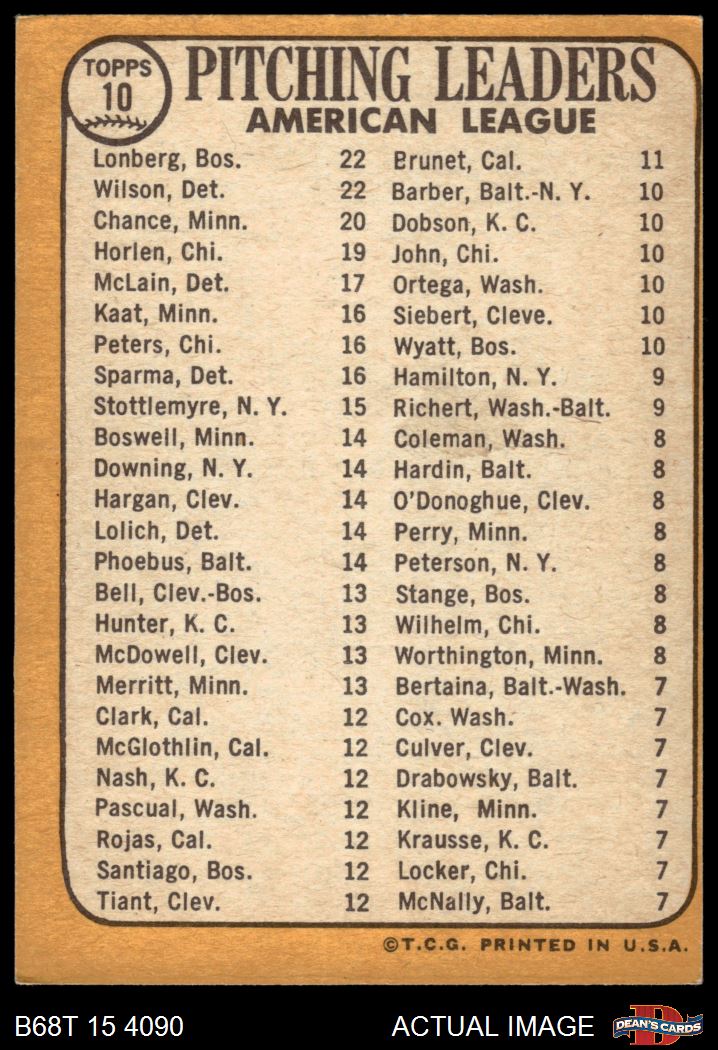 TOPPS
10
PITCHING LEADERS
AMERICAN LEAGUE
Lonberg, Bos. 22
Wilson, Det. 22
Chance, Minn. 20
Horlen, Chi. 19
McLain, Det. 17
Kaat, Minn. 16
Peters, Chi. 16
Sparma, Det. 16
Stottlemyre, N. Y. 15
Boswell, Minn. 14
Downing, N. Y. 14
Hargan, Clev. 14
Lolich, Det. 14
Phoebus, Balt. 14
Bell, Clev.-Bos. 13
Hunter, K. C. 13
McDowell, Clev. 13
Merritt, Minn. 13
Clark, Cal. 12
McGlothlin, Cal. 12
Nash, K. C. 12
Pascual, Wash. 12
Rojas, Cal. 12
Santiago, Bos. 12
Tiant, Clev. 12
Brunet, Cal. 11
Barber, Balt.-N. Y. 10
Dobson, K. C. 10
John, Chi. 10
Ortega, Wash. 10
Siebert, Cleve. 10
Wyatt, Bos. 10
Hamilton, N. Y. 9
Richert, Wash.-Balt. 9
Coleman, Wash. 8
Hardin, Balt. 8
O'Donoghue, Clev. 8
Perry, Minn. 8
Peterson, N. Y. 8
Stange, Bos. 8
Wilhelm, Chi. 8
Worthington, Minn. 8
Bertaina, Balt.-Wash. 7
Cox. Wash. 7
Culver, Clev. 7
Drabowsky, Balt. 7
Kline, Minn. 7
Krausse, K. C. 7
Locker, Chi. 7
McNally, Balt. 7
©T.C.G. PRINTED IN U.S.A.
B68T 15 4090
ACTUAL IMAGE
DEAN'S CARDS